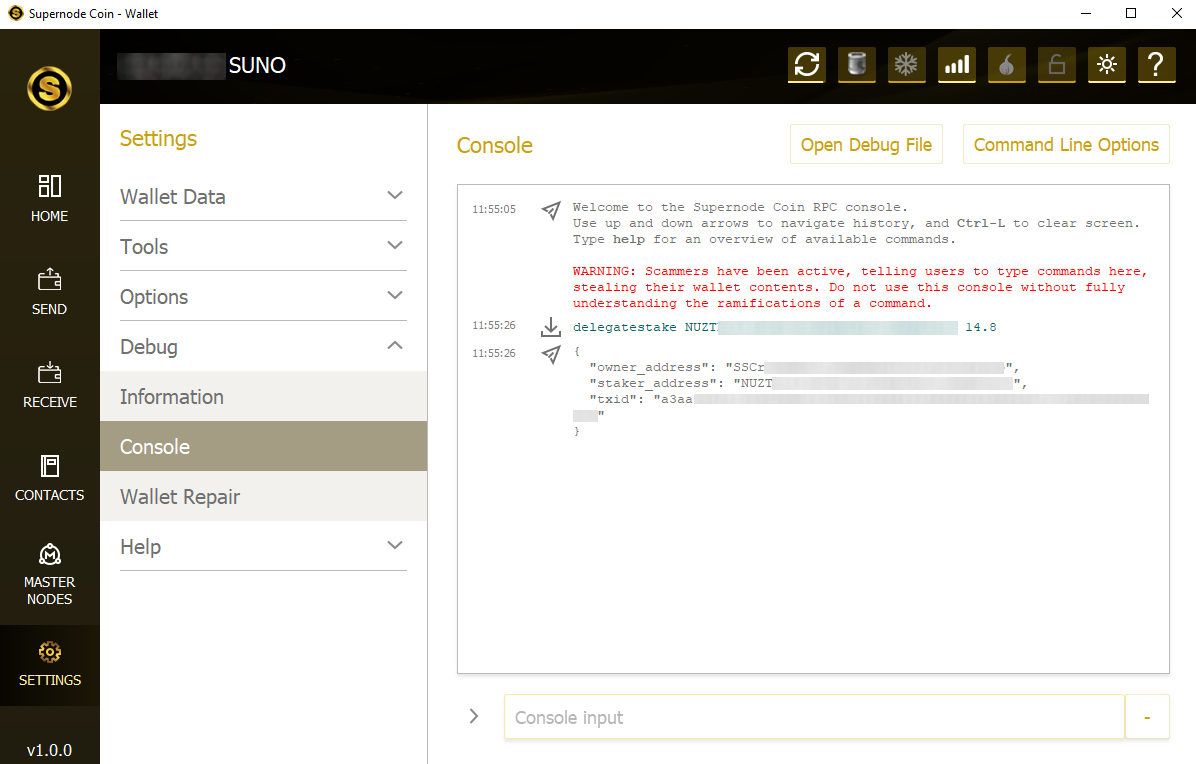 Supernode Coin - Wallet
SUNO
HOME
SEND
RECEIVE
CONTACTS
MASTER
NODES
SETTINGS
v1.0.0
Settings
Wallet Data
Tools
Options
Debug
Information
Console
Wallet Repair
Help
Console
Open Debug File
Command Line Options
11:55:05
Welcome to the Supernode Coin RPC console.
Use up and down arrows to navigate history, and Ctrl-L to clear screen.
Type help for an overview of available commands.
WARNING: Scammers have been active, telling users to type commands here,
stealing their wallet contents. Do not use this console without fully
understanding the ramifications of a command.
11:55:26
delegatestake NUZT 14.8
11:55:26
{
"owner_address": "SSCr",
"staker_address": "NUZT",
"txid": "a3aa
"
}
Console input
-